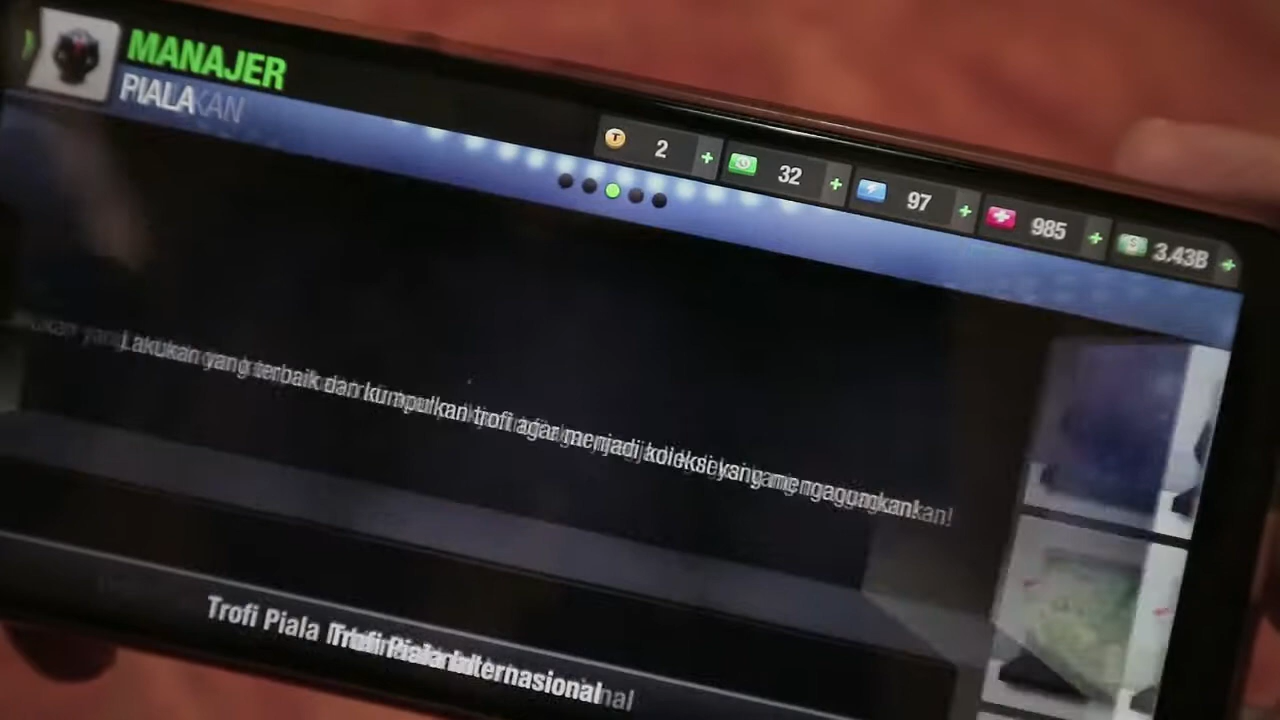 MANAJER
PIALA
T 2 + 32 + 97 + 985 + $ 3.43B +
Lakukan yang terbaik dan kumpulkan trofi agar menjadi koleksi yang mengagumkan!
Trofi Piala Internasional